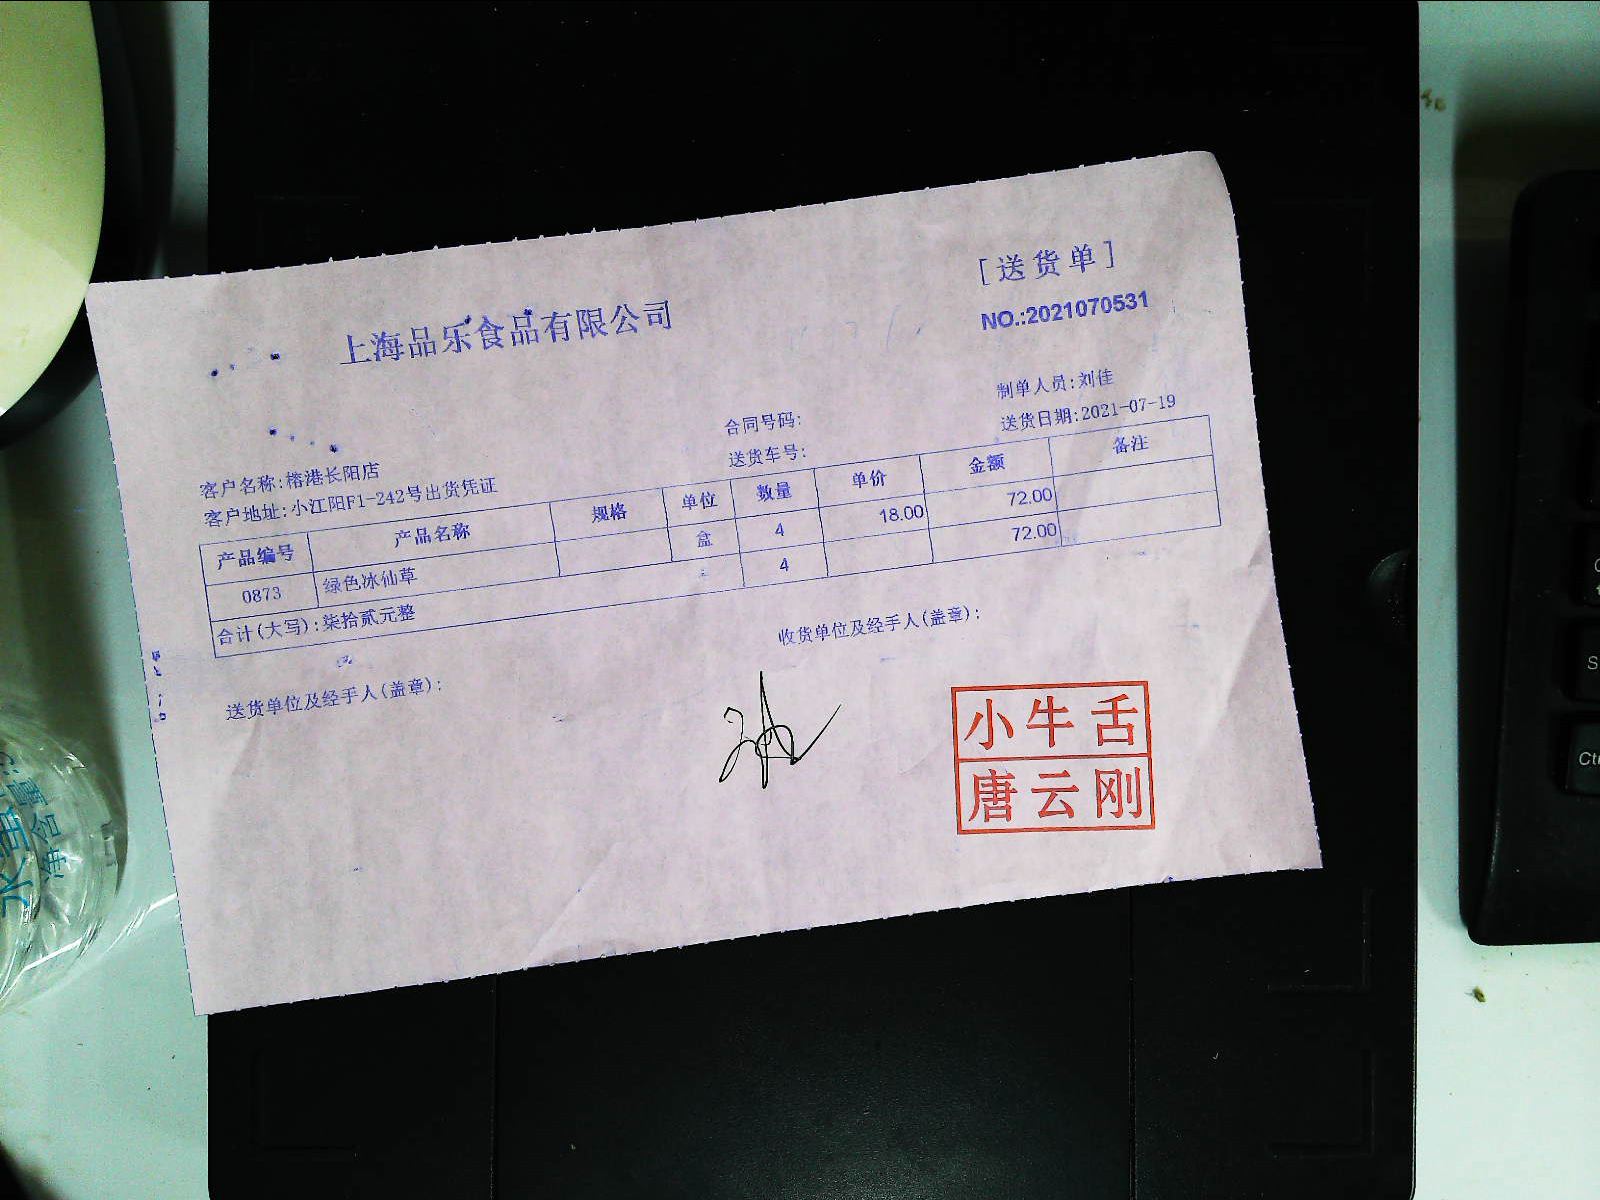 [送货单]
上海品乐食品有限公司
NO.:2021070531
制单人员:刘佳
合同号码:
送货日期:2021-07-19
送货车号:
客户名称:榕港长阳店
客户地址:小江阳F1-242号出货凭证
产品编号 产品名称 规格 单位 数量 单价 金额 备注
0873 绿色冰仙草 盒 4 18.00 72.00
合计(大写):柒拾贰元整 4 72.00
送货单位及经手人(盖章): 收货单位及经手人(盖章):
小牛舌
唐云刚
净含量
Ctr